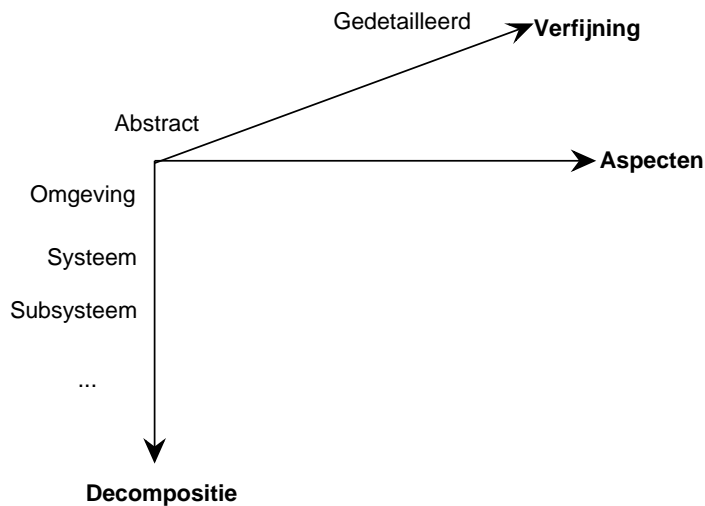 Gedetailleerd
Verfijning
Abstract
Aspecten
Omgeving
Systeem
Subsysteem
...
Decompositie